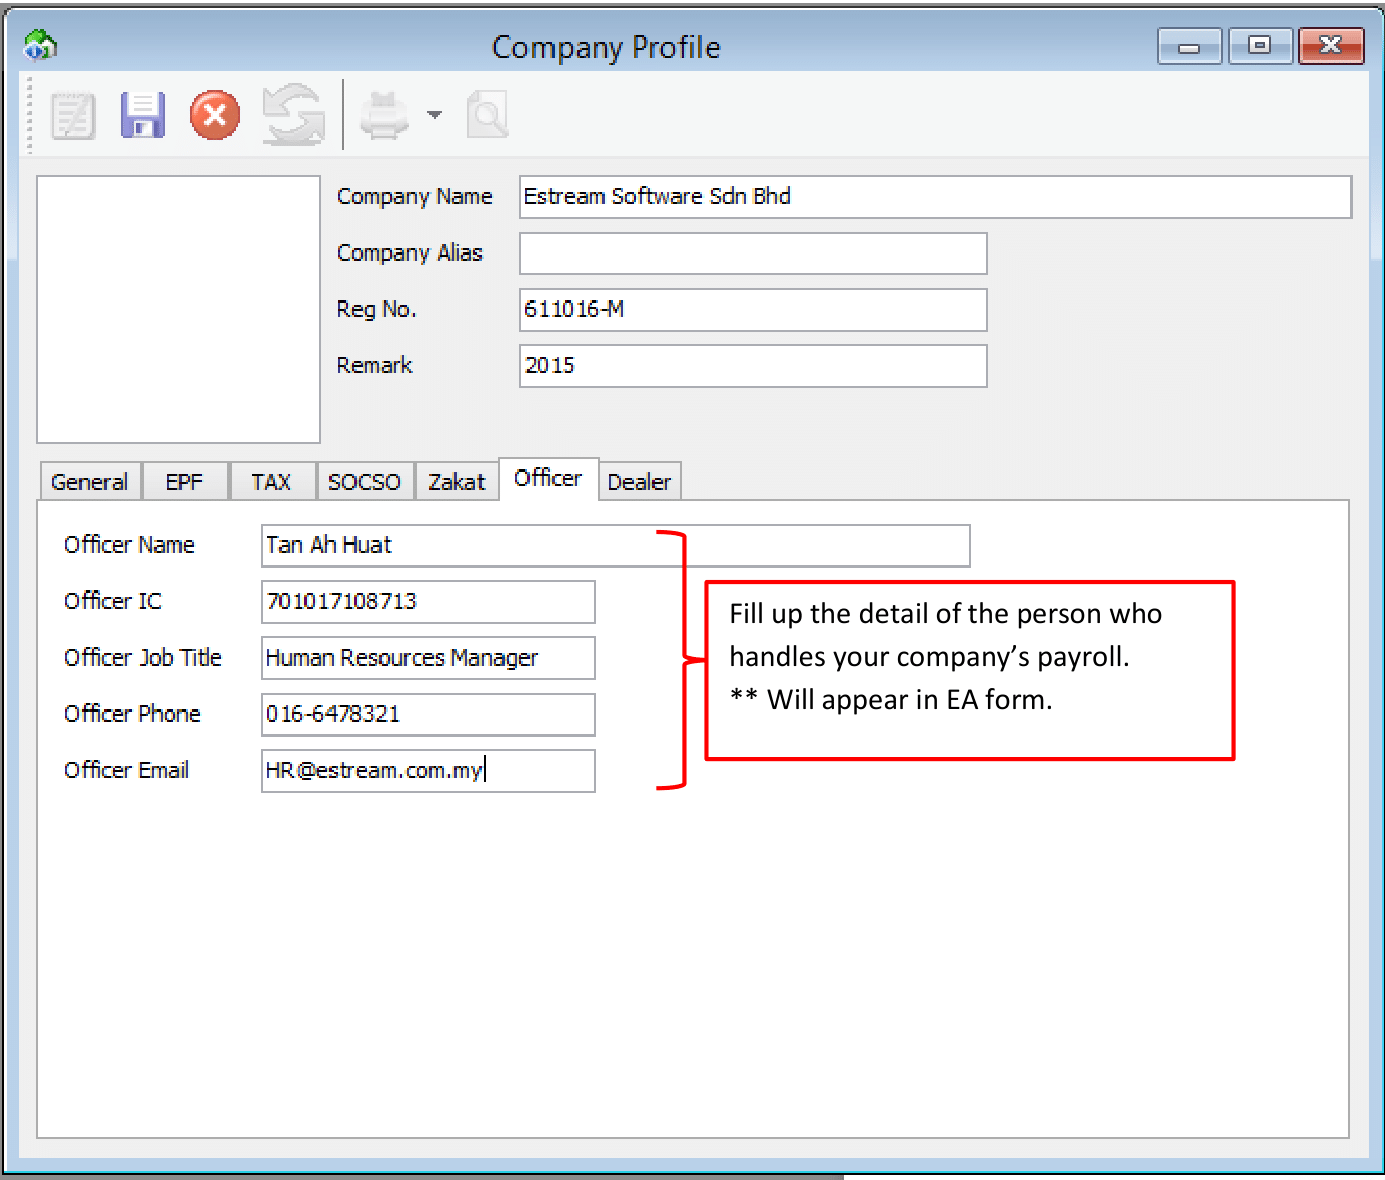 Company Profile
Company Name Estream Software Sdn Bhd
Company Alias
Reg No. 611016-M
Remark 2015
General EPF TAX SOCSO Zakat Officer Dealer
Officer Name Tan Ah Huat
Officer IC 701017108713
Officer Job Title Human Resources Manager
Officer Phone 016-6478321
Officer Email HR@estream.com.my
Fill up the detail of the person who
handles your company’s payroll.
** Will appear in EA form.